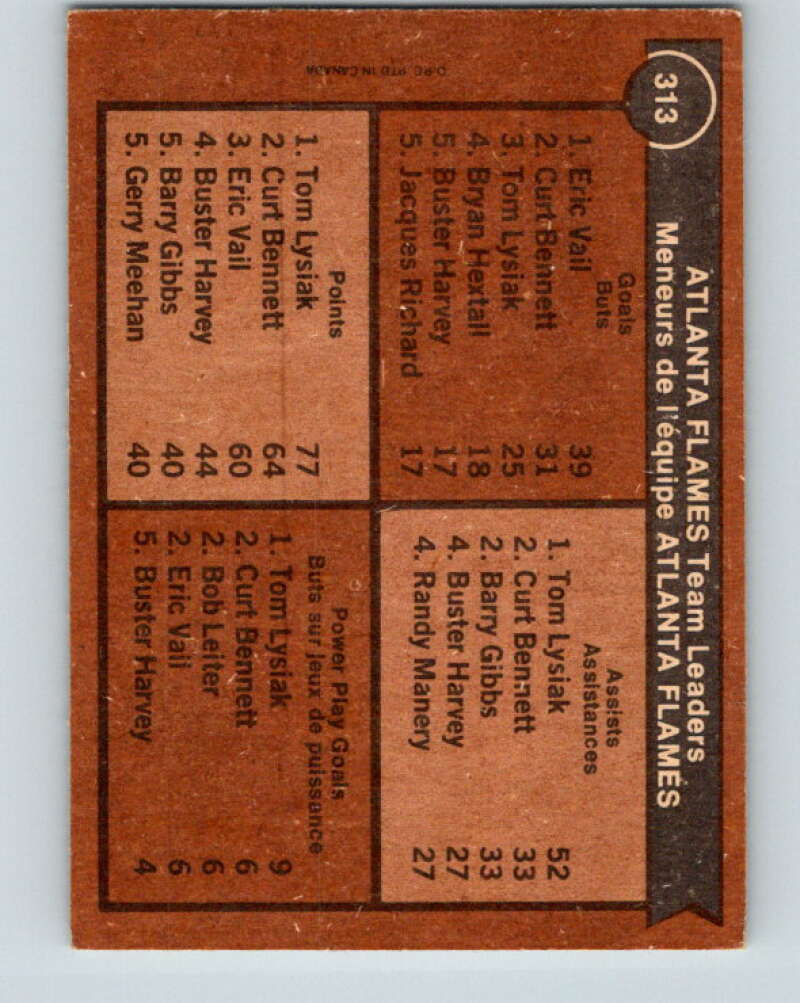 313
ATLANTA FLAMES Team Leaders
Meneurs de l'équipe ATLANTA FLAMES
Goals
Buts
1. Eric Vail 39
2. Curt Bennett 31
3. Tom Lysiak 25
4. Bryan Hextall 18
5. Buster Harvey 17
5. Jacques Richard 17
Assists
Assistances
1. Tom Lysiak 52
2. Curt Bennett 33
2. Barry Gibbs 33
4. Buster Harvey 27
4. Randy Manery 27
Points
1. Tom Lysiak 77
2. Curt Bennett 64
3. Eric Vail 60
4. Buster Harvey 44
5. Barry Gibbs 40
5. Gerry Meehan 40
Power Play Goals
Buts sur jeux de puissance
1. Tom Lysiak 9
2. Curt Bennett 6
2. Bob Leiter 6
2. Eric Vail 6
5. Buster Harvey 4
O.P.C. PTD. IN CANADA